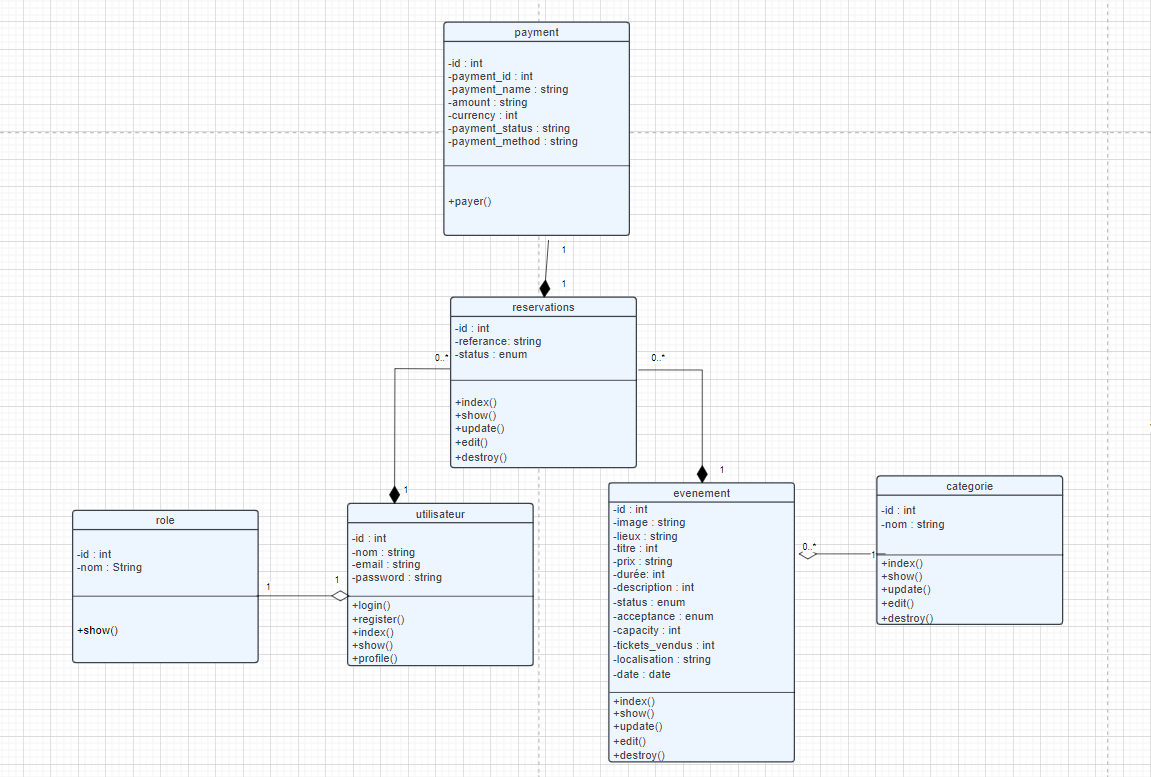 payment
-id : int
-payment_id : int
-payment_name : string
-amount : string
-currency : int
-payment_status : string
-payment_method : string
+payer()
1
1
reservations
-id : int
-referance: string
-status : enum
+index()
+show()
+update()
+edit()
+destroy()
0..*
0..*
1
1
role
-id : int
-nom : String
+show()
1
1
utilisateur
-id : int
-nom : string
-email : string
-password : string
+login()
+register()
+index()
+show()
+profile()
evenement
-id : int
-image : string
-lieux : string
-titre : int
-prix : string
-durée: int
-description : int
-status : enum
-acceptance : enum
-capacity : int
-tickets_vendus : int
-localisation : string
-date : date
+index()
+show()
+update()
+edit()
+destroy()
0..*
1
categorie
-id : int
-nom : string
+index()
+show()
+update()
+edit()
+destroy()